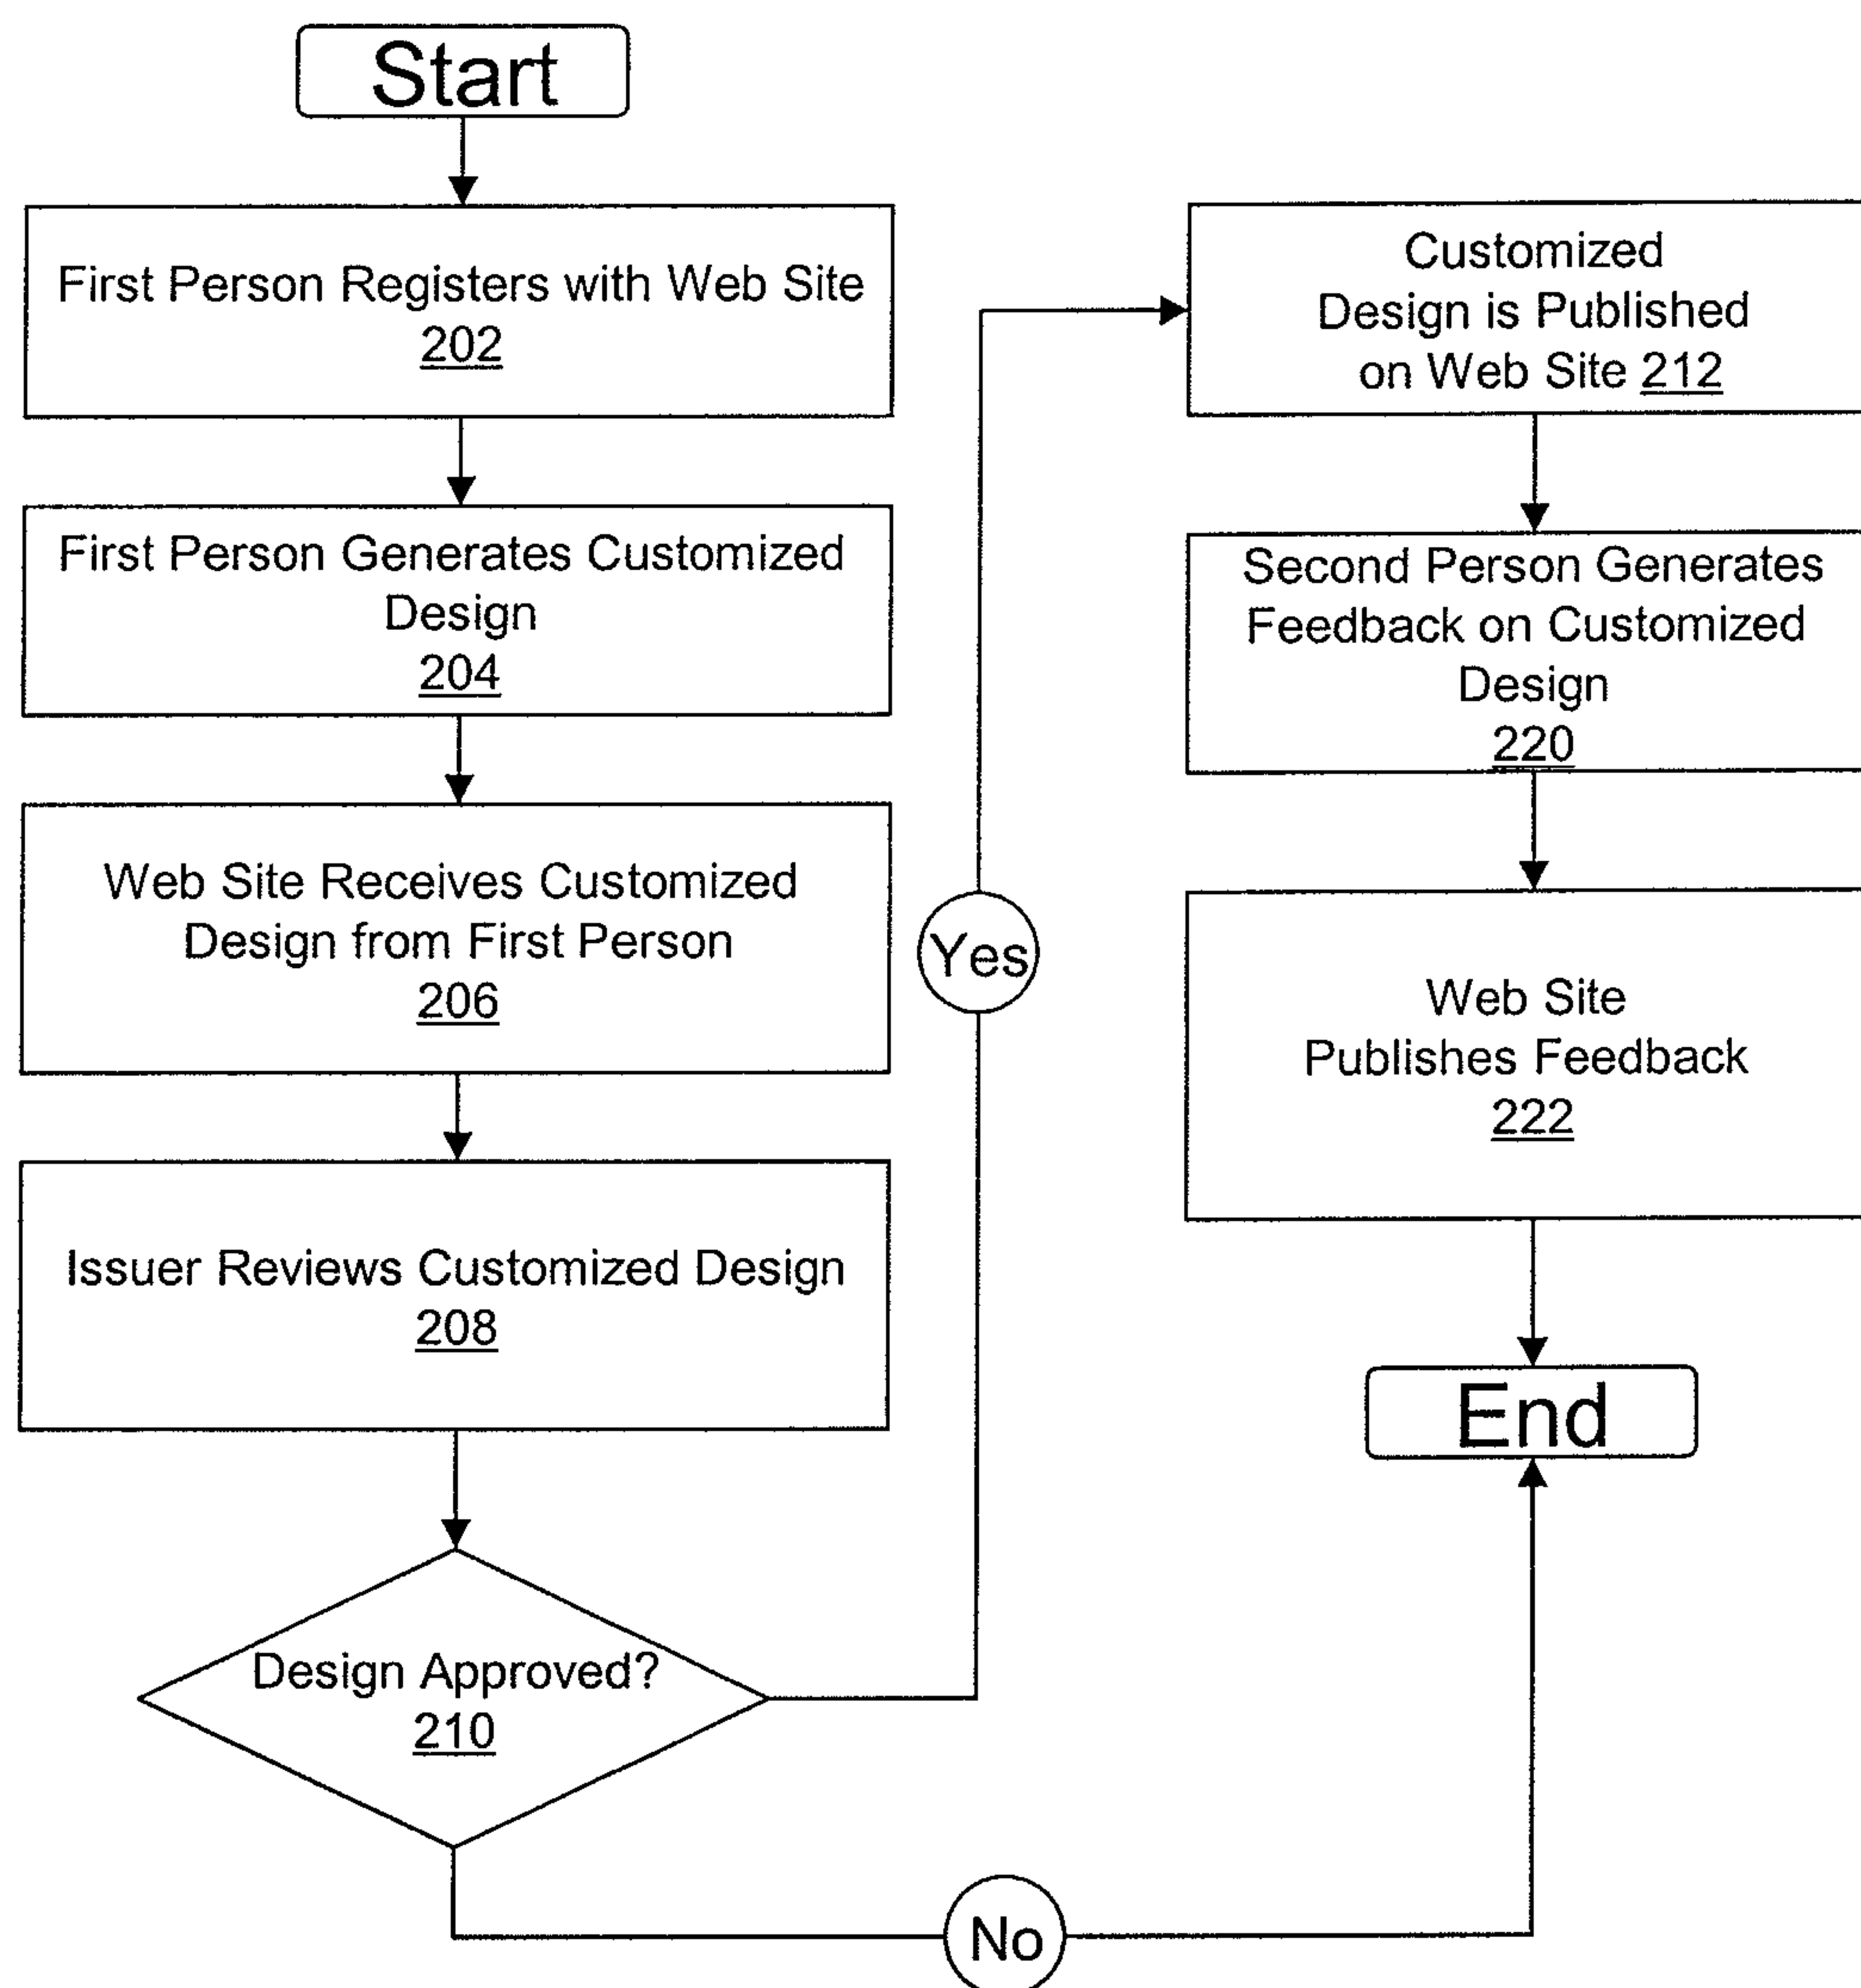 Start
First Person Registers with Web Site
202
First Person Generates Customized
Design
204
Web Site Receives Customized
Design from First Person
206
Issuer Reviews Customized Design
208
Design Approved?
210
Yes
No
Customized
Design is Published
on Web Site 212
Second Person Generates
Feedback on Customized
Design
220
Web Site
Publishes Feedback
222
End